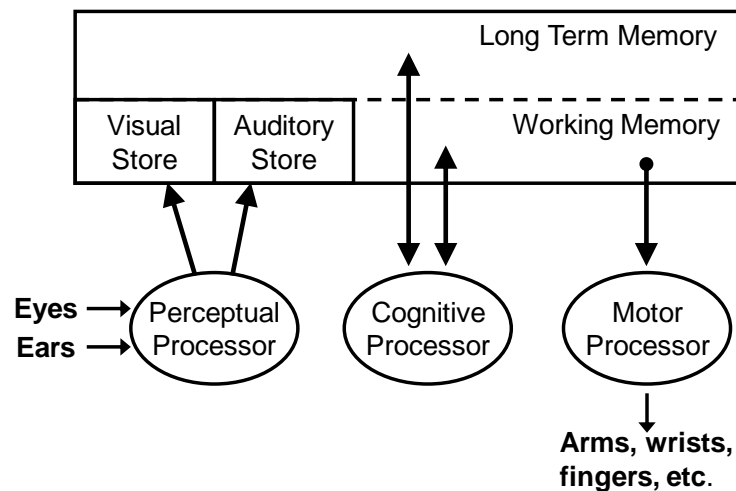 Long Term Memory
Visual
Store
Auditory
Store
Working Memory
Eyes
Ears
Perceptual
Processor
Cognitive
Processor
Motor
Processor
Arms, wrists,
fingers, etc.